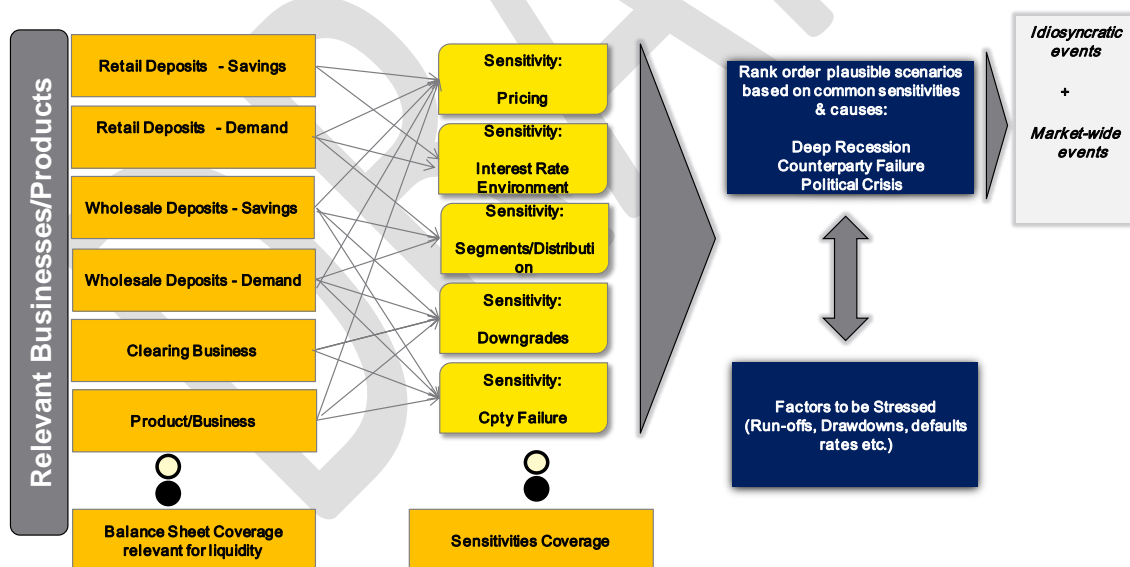 Relevant Businesses/Products
Retail Deposits - Savings
Retail Deposits - Demand
Wholesale Deposits - Savings
Wholesale Deposits - Demand
Clearing Business
Product/Business
Balance Sheet Coverage
relevant for liquidity
Sensitivity:
Pricing
Sensitivity:
Interest Rate
Environment
Sensitivity:
Segments/Distributi
on
Sensitivity:
Downgrades
Sensitivity:
Cpty Failure
Sensitivities Coverage
Rank order plausible scenarios
based on common sensitivities
& causes:
Deep Recession
Counterparty Failure
Political Crisis
Factors to be Stressed
(Run-offs, Drawdowns, defaults
rates etc.)
Idiosyncratic
events
+
Market-wide
events